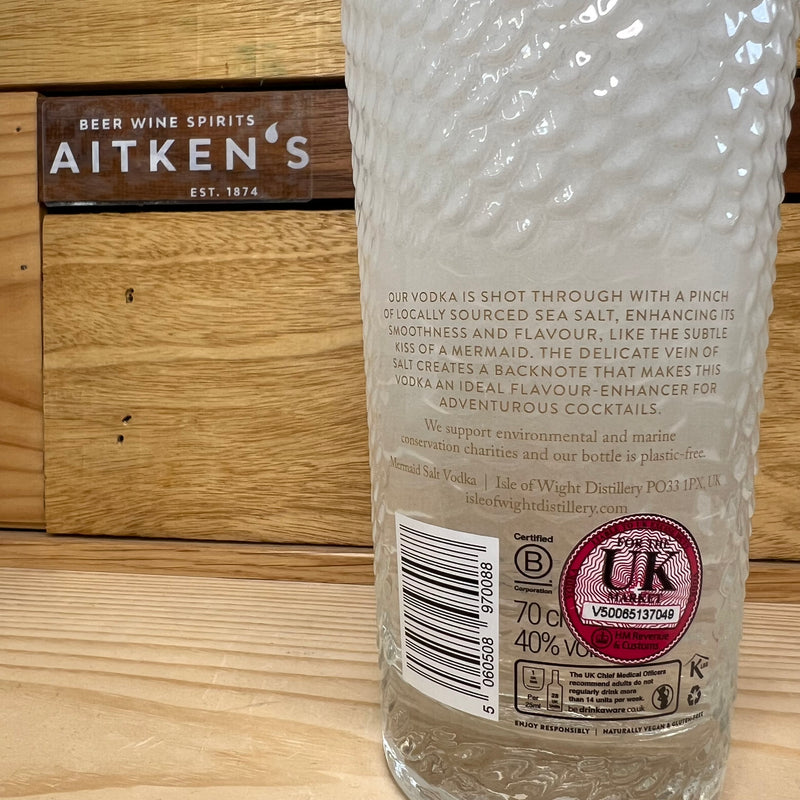 BEER WINE SPIRITS
AITKEN'S
EST. 1874
OUR VODKA IS SHOT THROUGH WITH A PINCH
OF LOCALLY SOURCED SEA SALT, ENHANCING ITS
SMOOTHNESS AND FLAVOUR, LIKE THE SUBTLE
KISS OF A MERMAID. THE DELICATE VEIN OF
SALT CREATES A BACKNOTE THAT MAKES THIS
VODKA AN IDEAL FLAVOUR-ENHANCER FOR
ADVENTUROUS COCKTAILS.
We support environmental and marine
conservation charities and our bottle is plastic-free.
Mermaid Salt Vodka | Isle of Wight Distillery PO33 1PX, UK
isleofwightdistillery.com
5 060508 970088
Certified
B
Corporation
70 cl
40% vol
FOR THE
UK
MARKET
V50065137049
HM Revenue
& Customs
Per
25ml
The UK Chief Medical Officers
recommend adults do not
regularly drink more
than 14 units per week.
be drinkaware.co.uk
ENJOY RESPONSIBLY | NATURALLY VEGAN & GLUTEN-FREE